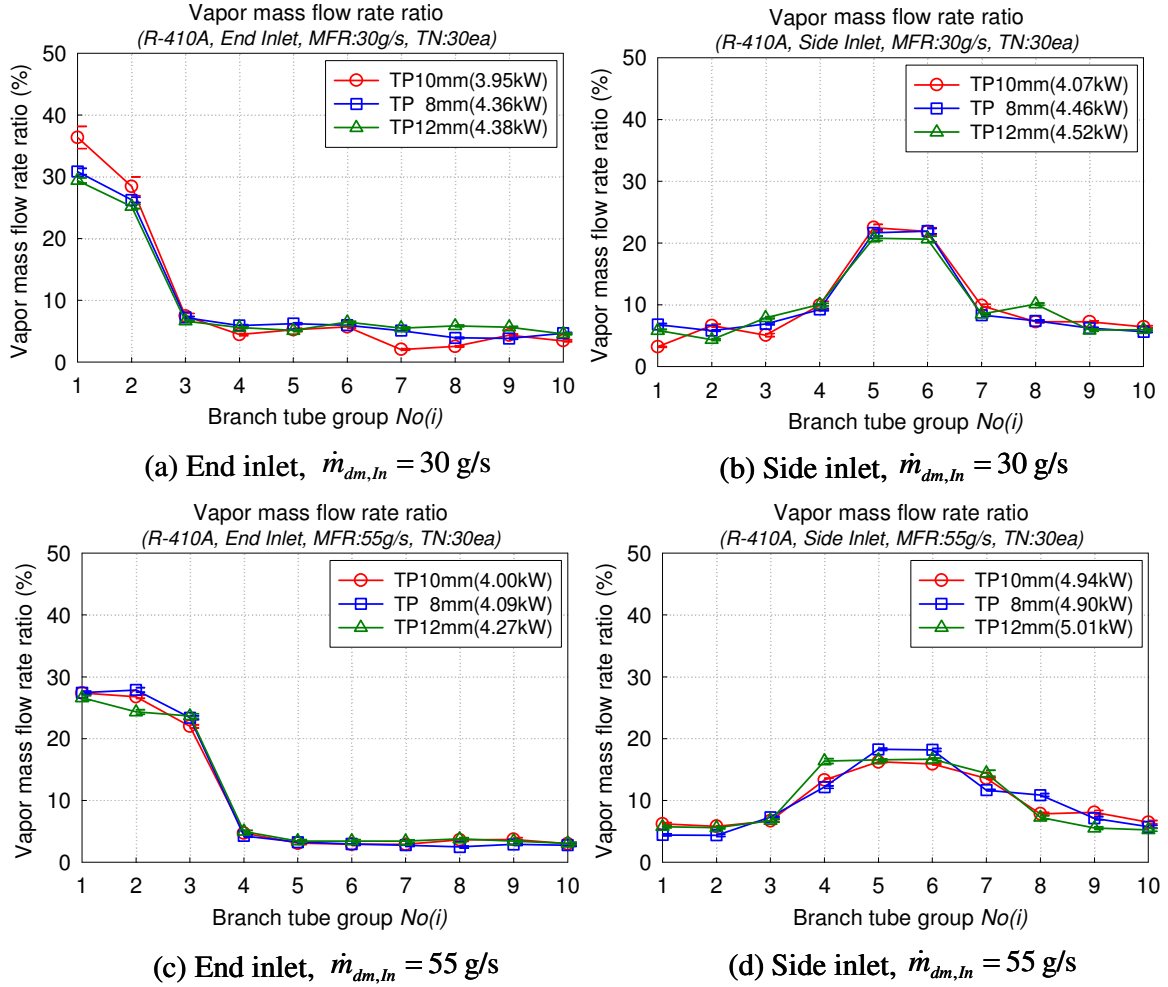 Vapor mass flow rate ratio
(R-410A, End Inlet, MFR:30g/s, TN:30ea)
Vapor mass flow rate ratio (%)
50
40
30
20
10
0
TP10mm(3.95kW)
TP 8mm(4.36kW)
TP12mm(4.38kW)
1 2 3 4 5 6 7 8 9 10
Branch tube group No(i)
(a) End inlet, ṁ_dm,In = 30 g/s
Vapor mass flow rate ratio
(R-410A, Side Inlet, MFR:30g/s, TN:30ea)
Vapor mass flow rate ratio (%)
50
40
30
20
10
0
TP10mm(4.07kW)
TP 8mm(4.46kW)
TP12mm(4.52kW)
1 2 3 4 5 6 7 8 9 10
Branch tube group No(i)
(b) Side inlet, ṁ_dm,In = 30 g/s
Vapor mass flow rate ratio
(R-410A, End Inlet, MFR:55g/s, TN:30ea)
Vapor mass flow rate ratio (%)
50
40
30
20
10
0
TP10mm(4.00kW)
TP 8mm(4.09kW)
TP12mm(4.27kW)
1 2 3 4 5 6 7 8 9 10
Branch tube group No(i)
(c) End inlet, ṁ_dm,In = 55 g/s
Vapor mass flow rate ratio
(R-410A, Side Inlet, MFR:55g/s, TN:30ea)
Vapor mass flow rate ratio (%)
50
40
30
20
10
0
TP10mm(4.94kW)
TP 8mm(4.90kW)
TP12mm(5.01kW)
1 2 3 4 5 6 7 8 9 10
Branch tube group No(i)
(d) Side inlet, ṁ_dm,In = 55 g/s